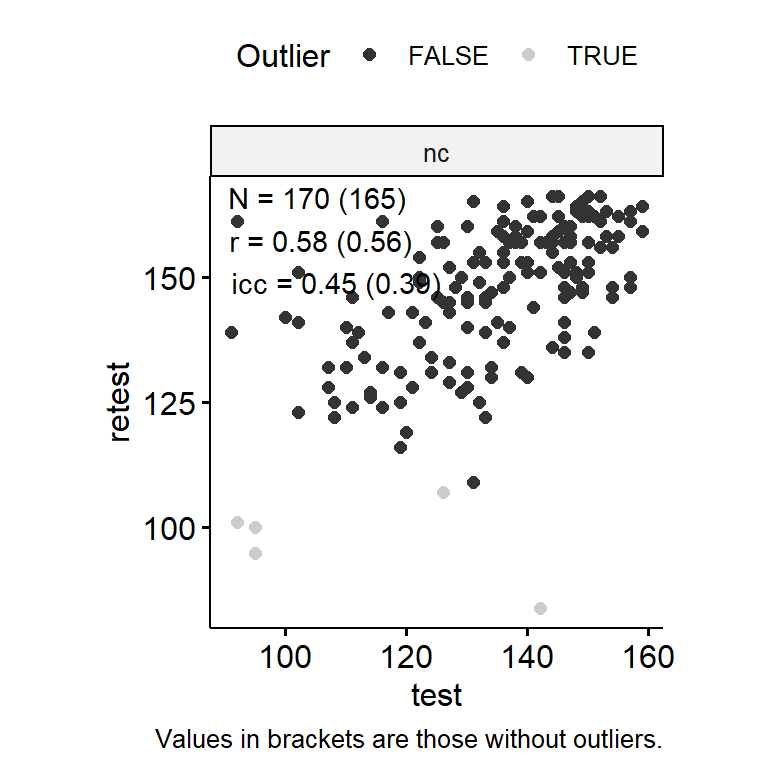 Outlier FALSE TRUE
nc
N = 170 (165)
r = 0.58 (0.56)
icc = 0.45 (0.39)
150
125
100
retest
100 120 140 160
test
Values in brackets are those without outliers.